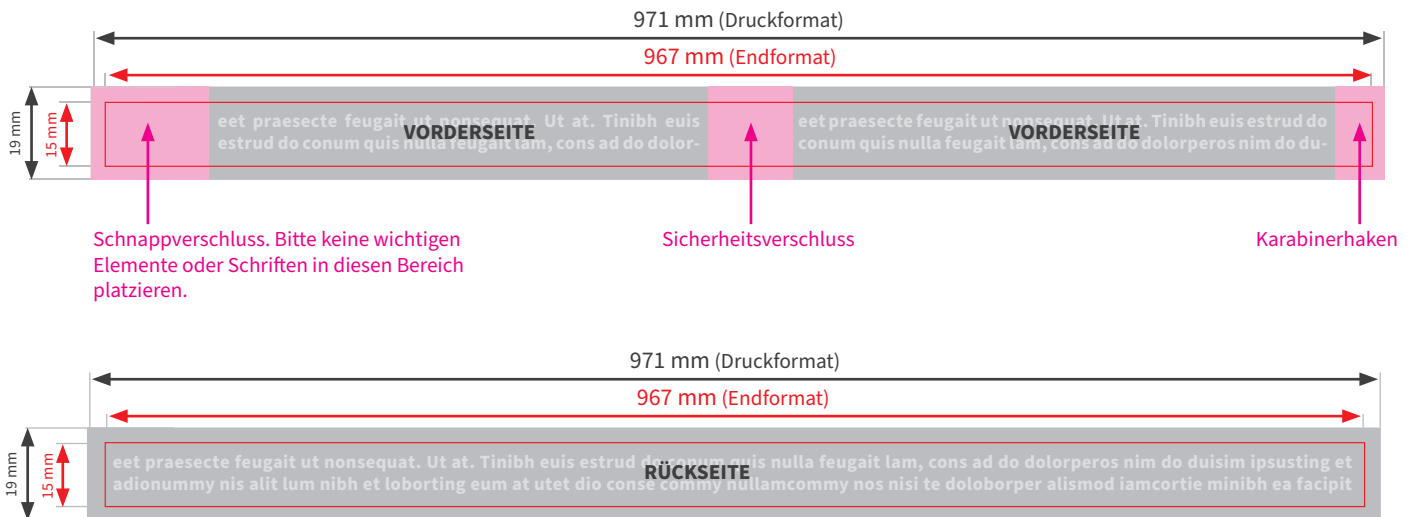 971 mm (Druckformat)
967 mm (Endformat)
19 mm
15 mm
eet praesecte feugait ut nonsequat. Ut at. Tinibh euis
estrud do conum quis nulla feugait lam, cons ad do dolor-
VORDERSEITE
eet praesecte feugait ut nonsequat. Ut at. Tinibh euis estrud do
conum quis nulla feugait lam, cons ad do dolorperos nim do du-
VORDERSEITE
Schnappverschluss. Bitte keine wichtigen
Elemente oder Schriften in diesen Bereich
platzieren.
Sicherheitsverschluss
Karabinerhaken
971 mm (Druckformat)
967 mm (Endformat)
19 mm
15 mm
eet praesecte feugait ut nonsequat. Ut at. Tinibh euis estrud do conum quis nulla feugait lam, cons ad do dolorperos nim do duisim ipsusting et
adionummy nis alit lum nibh et loborting eum at utet dio conse commy nullamcommy nos nisi te doloborper alismod iamcortie minibh ea facipit
RÜCKSEITE